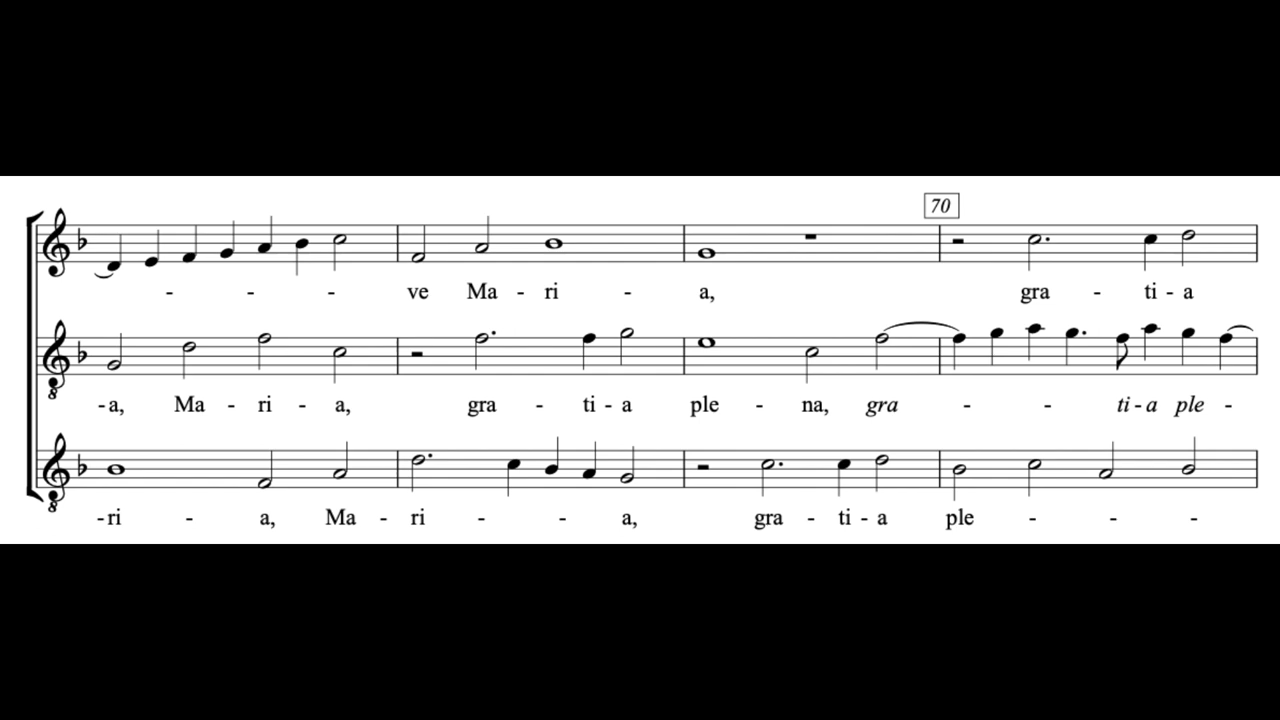 70
- - - ve Ma - ri - a, gra - ti - a
-a, Ma - ri - a, gra - ti - a ple - na, gra - - ti - a ple -
-ri - a, Ma - ri - - a, gra - ti - a ple - - -